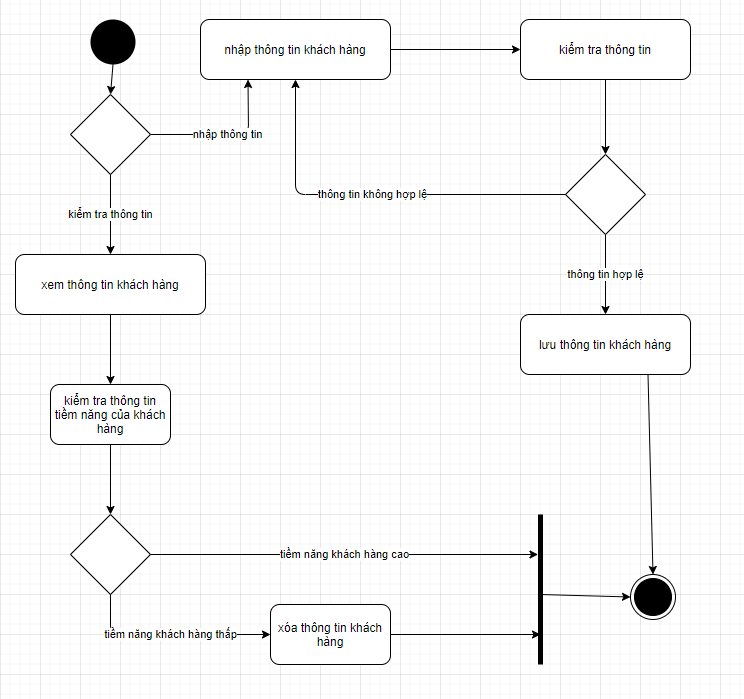 nhập thông tin khách hàng
kiểm tra thông tin
nhập thông tin
thông tin không hợp lệ
kiểm tra thông tin
xem thông tin khách hàng
thông tin hợp lệ
lưu thông tin khách hàng
kiểm tra thông tin
tiềm năng của khách
hàng
tiềm năng khách hàng cao
tiềm năng khách hàng thấp
xóa thông tin khách
hàng